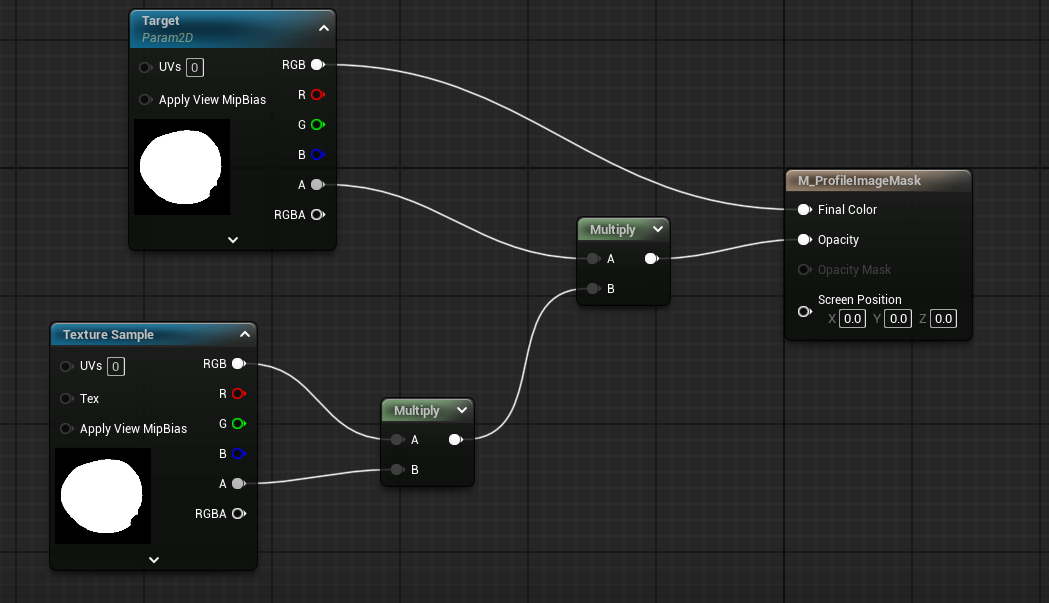 Target
Param2D
UVs 0
RGB
R
Apply View MipBias
G
B
A
RGBA
M_ProfileImageMask
Final Color
Multiply
Opacity
A
Opacity Mask
B
Screen Position
X 0.0 Y 0.0 Z 0.0
Texture Sample
UVs 0
RGB
R
Tex
G
Apply View MipBias
B
A
RGBA
Multiply
A
B